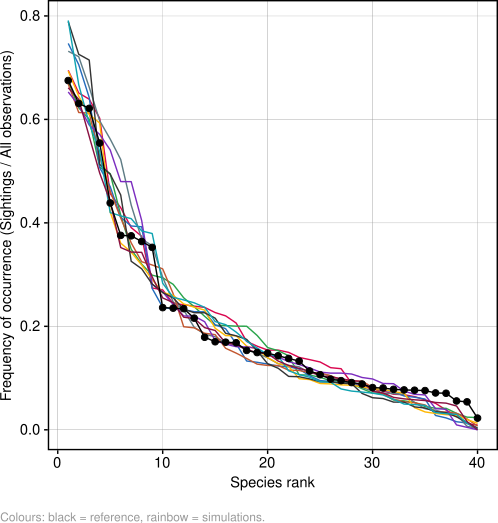 Frequency of occurrence (Sightings / All observations)
0.8
0.6
0.4
0.2
0.0
0 10 20 30 40
Species rank
Colours: black = reference, rainbow = simulations.